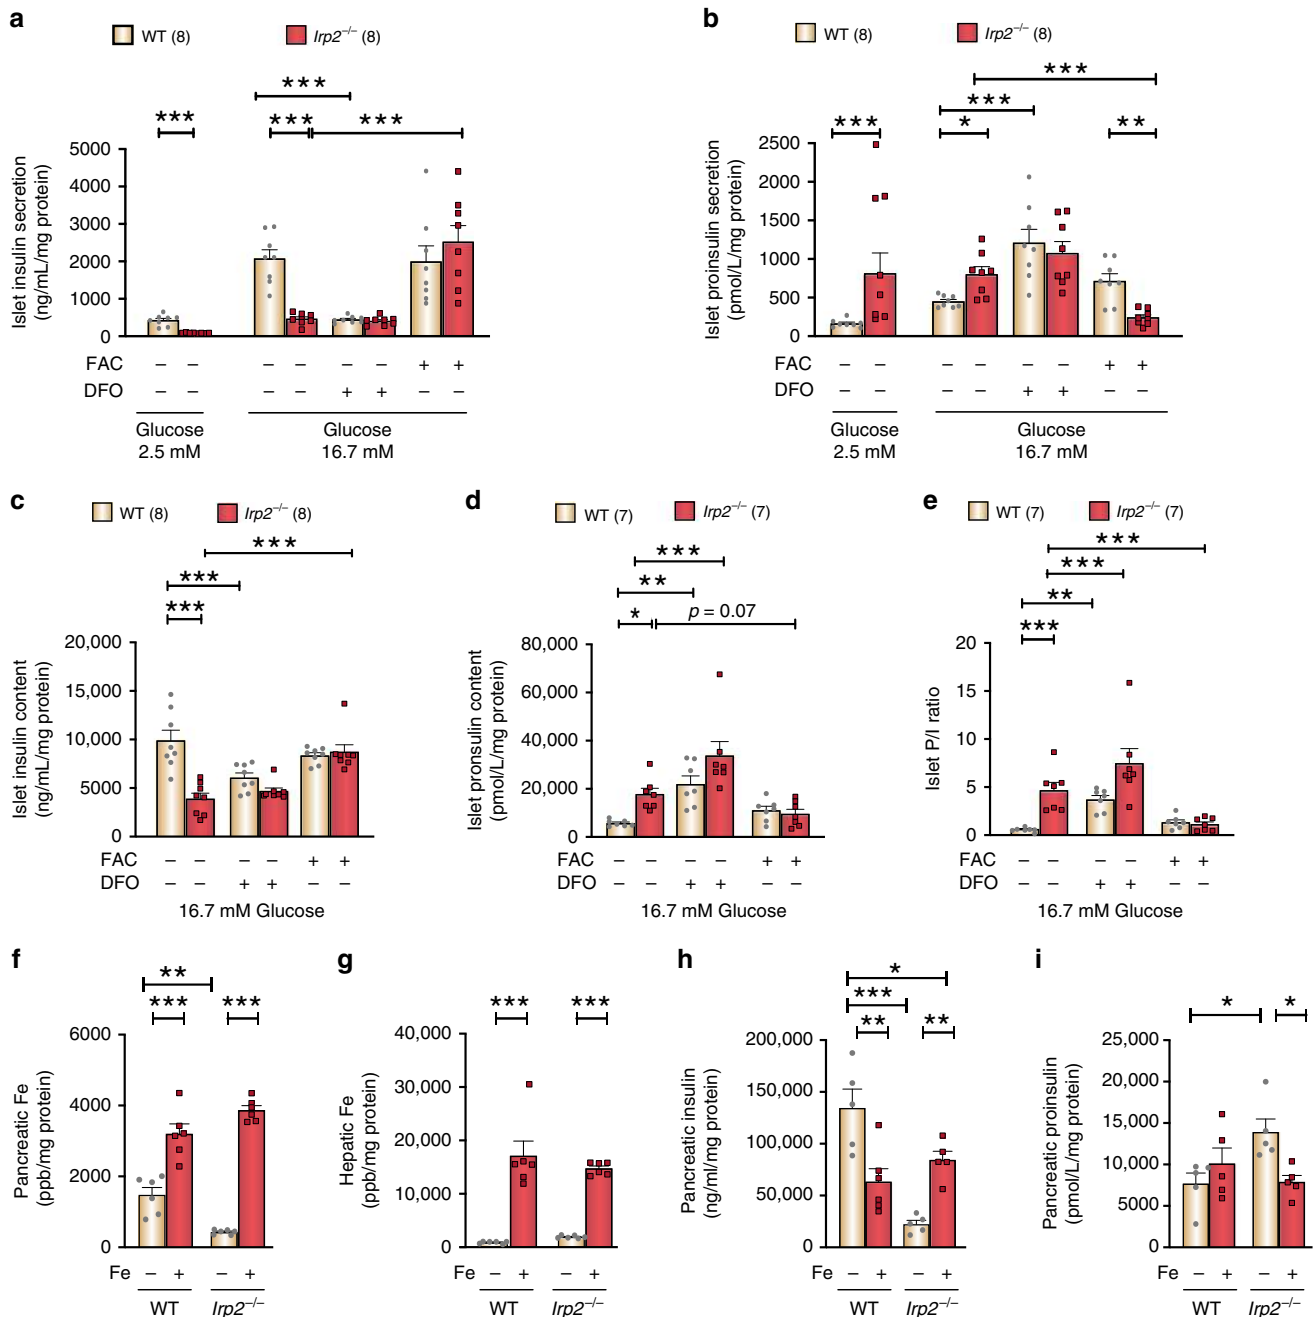 a
WT (8)
Irp2–/– (8)
***
***
***
***
Islet insulin secretion
(ng/mL/mg protein)
5000
4000
3000
2000
1000
0
FAC – – – – – – + +
DFO – – – – + + – –
Glucose
2.5 mM
Glucose
16.7 mM
b
WT (8)
Irp2–/– (8)
***
***
***
*
**
Islet proinsulin secretion
(pmol/L/mg protein)
2500
2000
1500
1000
500
0
FAC – – – – – – + +
DFO – – – – + + – –
Glucose
2.5 mM
Glucose
16.7 mM
c
WT (8)
Irp2–/– (8)
***
***
***
Islet insulin content
(ng/mL/mg protein)
20,000
15,000
10,000
5000
0
FAC – – – – + +
DFO – – + + – –
16.7 mM Glucose
d
WT (7)
Irp2–/– (7)
***
**
* p = 0.07
Islet pronsulin content
(pmol/L/mg protein)
80,000
60,000
40,000
20,000
0
FAC – – – – + +
DFO – – + + – –
16.7 mM Glucose
e
WT (7)
Irp2–/– (7)
***
***
**
***
Islet P/I ratio
20
15
10
5
0
FAC – – – – + +
DFO – – + + – –
16.7 mM Glucose
f
**
*** ***
Pancreatic Fe
(ppb/mg protein)
6000
4000
2000
0
Fe – + – +
WT Irp2–/–
g
*** ***
Hepatic Fe
(ppb/mg protein)
40,000
30,000
20,000
10,000
0
Fe – + – +
WT Irp2–/–
h
*
***
** **
Pancreatic insulin
(ng/ml/mg protein)
200,000
150,000
100,000
50,000
0
Fe – + – +
WT Irp2–/–
i
* *
Pancreatic proinsulin
(pmol/L/mg protein)
25,000
20,000
15,000
10,000
5000
0
Fe – + – +
WT Irp2–/–